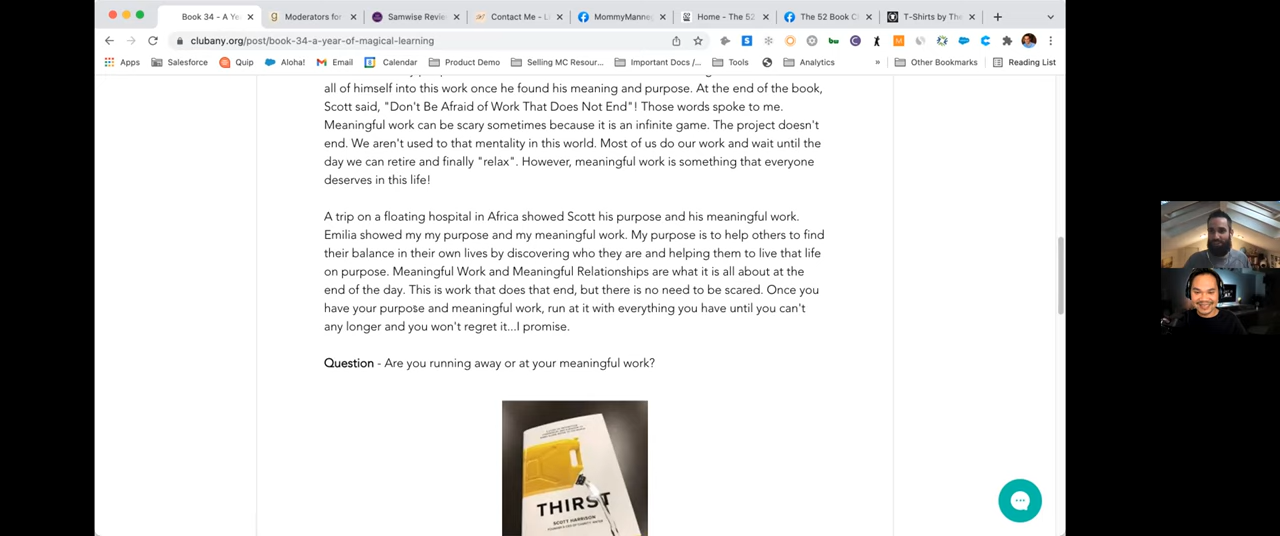 Book 34 - A Ye
Moderators for
Samwise Revie
Contact Me - L
MommyManne
Home - The 52
The 52 Book C
T-Shirts by The
clubany.org/post/book-34-a-year-of-magical-learning
Apps
Salesforce
Quip
Aloha!
Email
Calendar
Product Demo
Selling MC Resour...
Important Docs /...
Tools
Analytics
»
Other Bookmarks
Reading List
all of himself into this work once he found his meaning and purpose. At the end of the book,
Scott said, "Don't Be Afraid of Work That Does Not End"! Those words spoke to me.
Meaningful work can be scary sometimes because it is an infinite game. The project doesn't
end. We aren't used to that mentality in this world. Most of us do our work and wait until the
day we can retire and finally "relax". However, meaningful work is something that everyone
deserves in this life!
A trip on a floating hospital in Africa showed Scott his purpose and his meaningful work.
Emilia showed my my purpose and my meaningful work. My purpose is to help others to find
their balance in their own lives by discovering who they are and helping them to live that life
on purpose. Meaningful Work and Meaningful Relationships are what it is all about at the
end of the day. This is work that does that end, but there is no need to be scared. Once you
have your purpose and meaningful work, run at it with everything you have until you can't
any longer and you won't regret it...I promise.
Question - Are you running away or at your meaningful work?
THIRST
SCOTT HARRISON